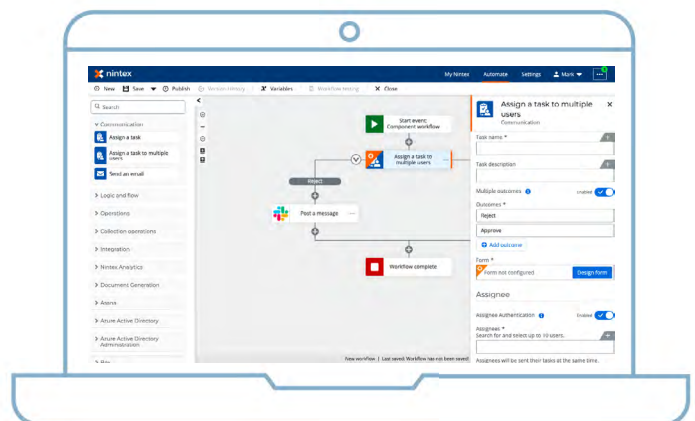 nintex
My Nintex Automate Settings Mark
New Save Publish Version history Variables Workflow testing Close
Search
Communication
Assign a task
Assign a task to multiple users
Send an email
Logic and flow
Operations
Collection operations
Integration
Nintex Analytics
Document Generation
Azure Active Directory
Azure Active Directory
Administration
Start event:
Component workflow
Assign a task to
multiple users
Reject
Post a message
Workflow complete
New workflow | Last saved: Workflow has not been saved
Assign a task to multiple
users
Communication
Task name *
Task description
Multiple outcomes Enabled
Outcomes *
Reject
Approve
Add outcome
Form *
Form not configured Design form
Assignee
Assignee Authentication Enabled
Assignees *
Search for and select up to 10 users.
Assignees will be sent their tasks at the same time.